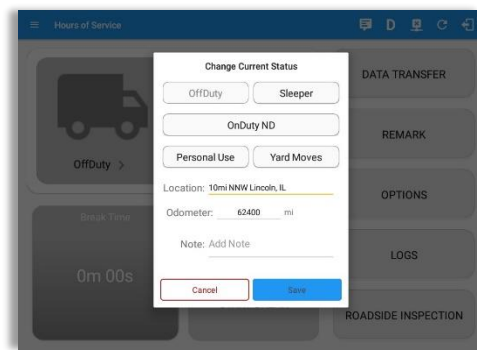 Hours of Service
D
Change Current Status
OffDuty
Sleeper
OnDuty ND
Personal Use
Yard Moves
Location: 10mi NNW Lincoln, IL
Odometer: 62400 mi
Note: Add Note
Cancel
Save
OffDuty >
Break Time
0m 00s
DATA TRANSFER
REMARK
OPTIONS
LOGS
ROADSIDE INSPECTION